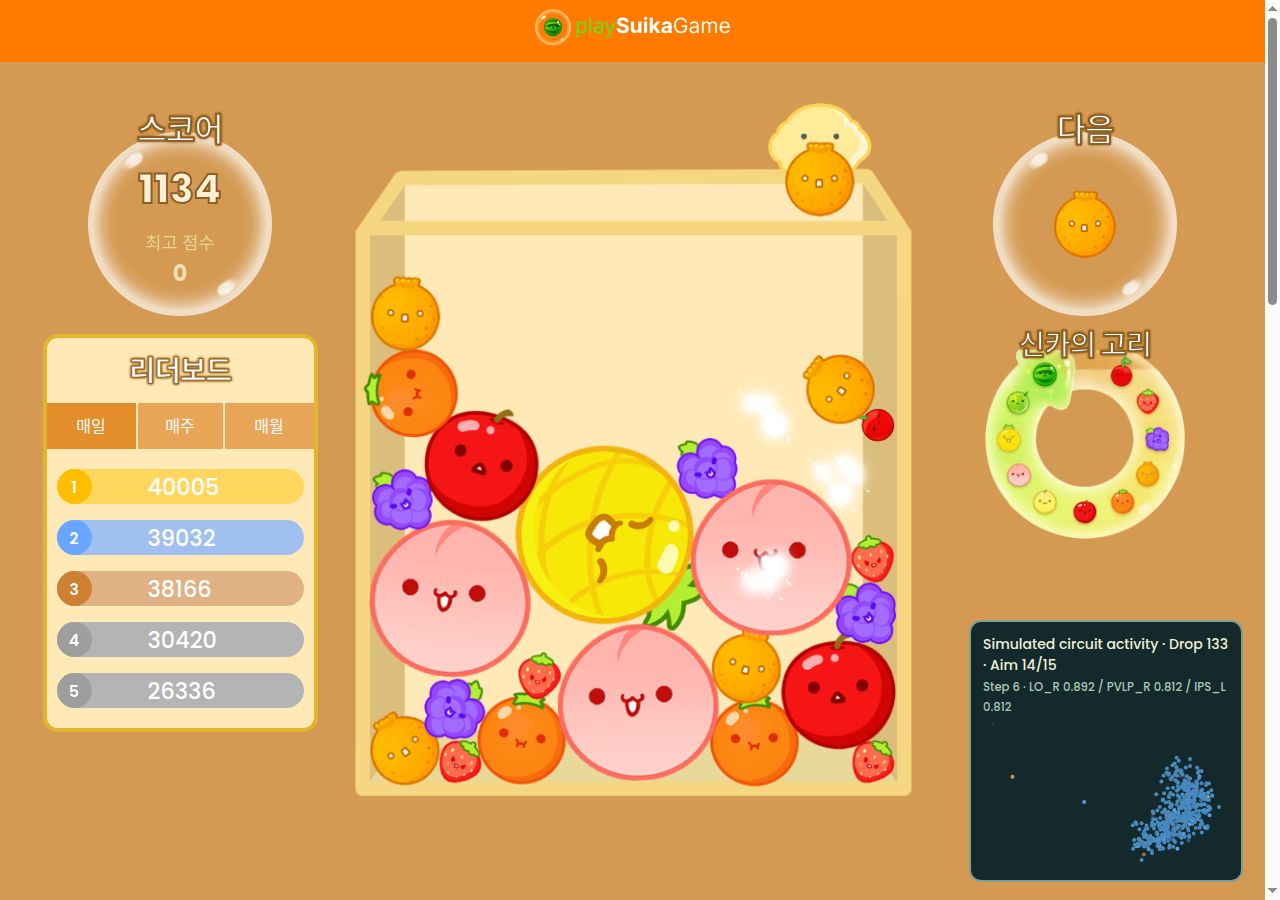 playSuikaGame
스코어
1134
최고 점수
0
다음
리더보드
매일 매주 매월
1 40005
2 39032
3 38166
4 30420
5 26336
신카의 고리
Simulated circuit activity · Drop 133
· Aim 14/15
Step 6 · LO_R 0.892 / PVLP_R 0.812 / IPS_L
0.812